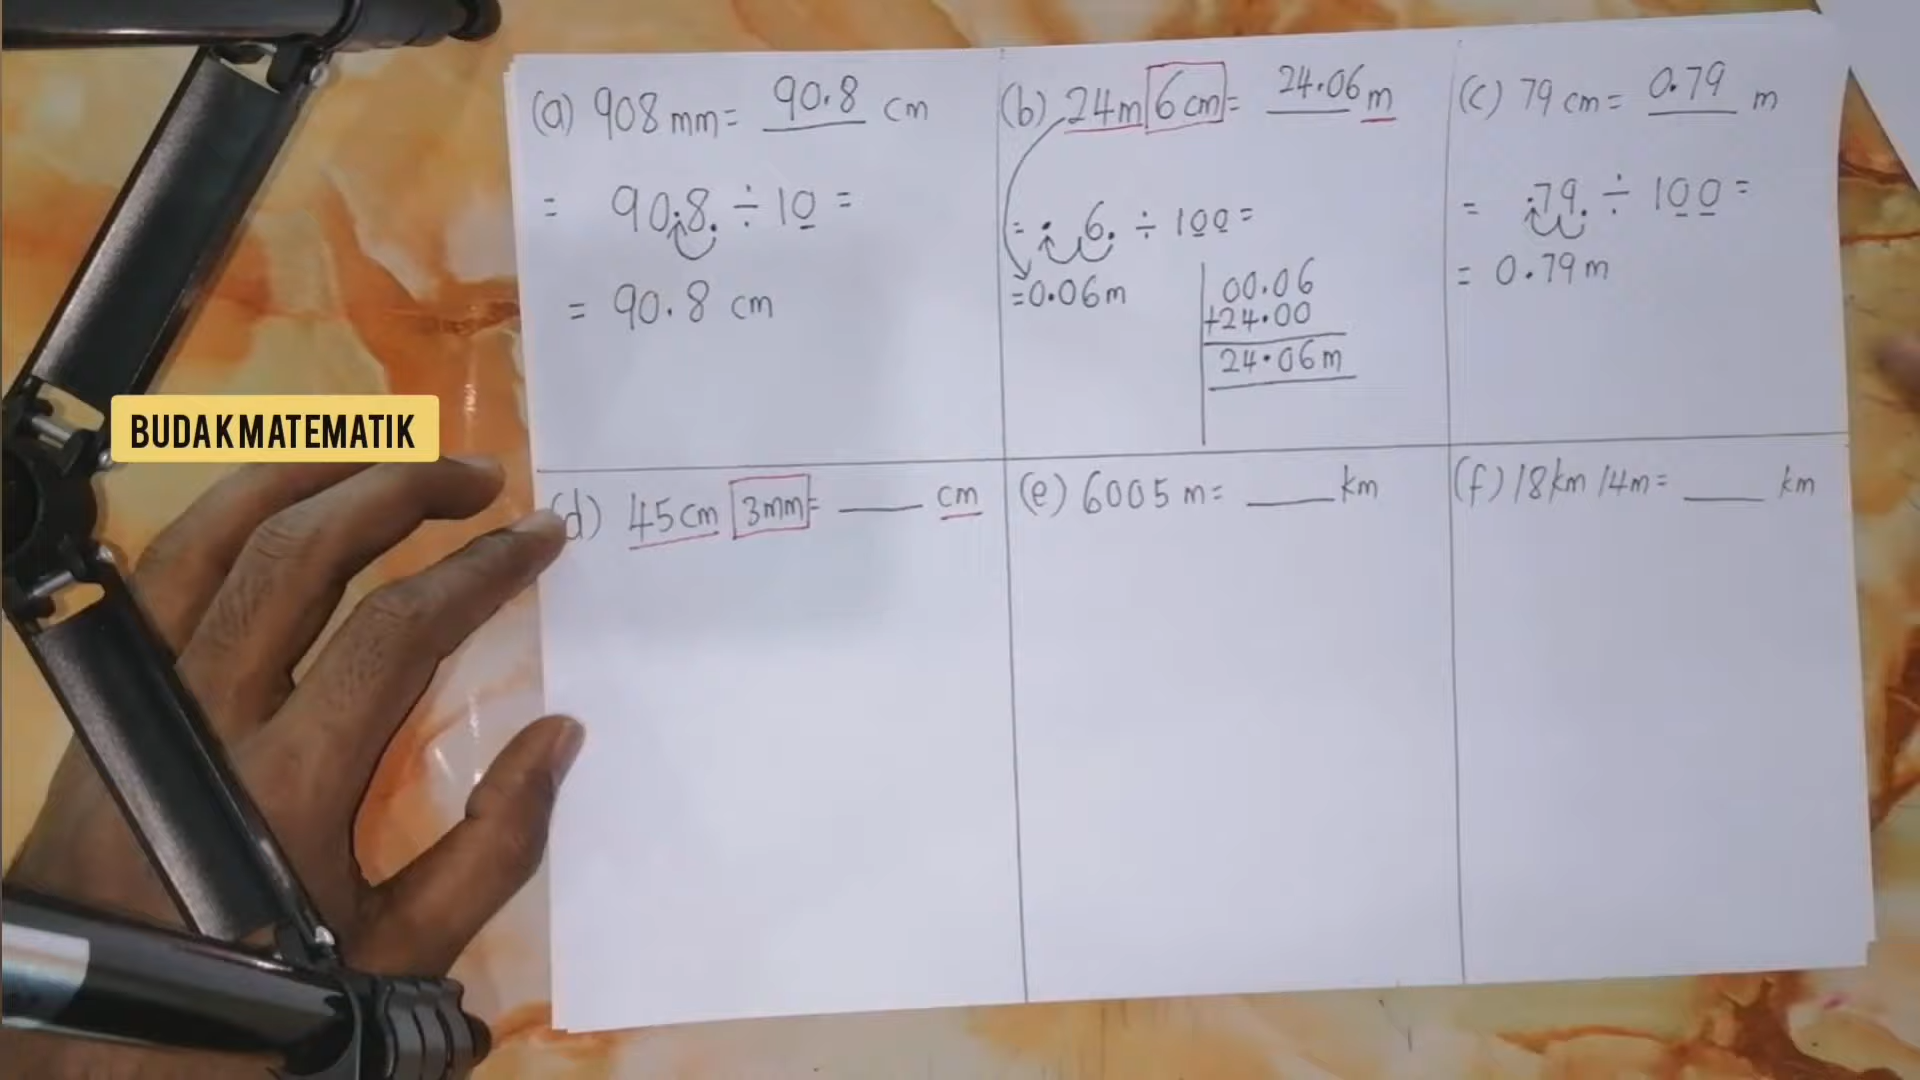 (a) 908 mm = 90.8 cm
= 90.8. ÷ 10 =
= 90.8 cm
(b) 24m 6cm = 24.06 m
= . 6. ÷ 100 =
=0.06m
00.06
+24.00
24.06m
(c) 79 cm = 0.79 m
= .79. ÷ 100 =
= 0.79m
BUDAKMATEMATIK
(d) 45cm 3mm = ___ cm
(e) 6005 m = ___ km
(f) 18km 14m = ___ km